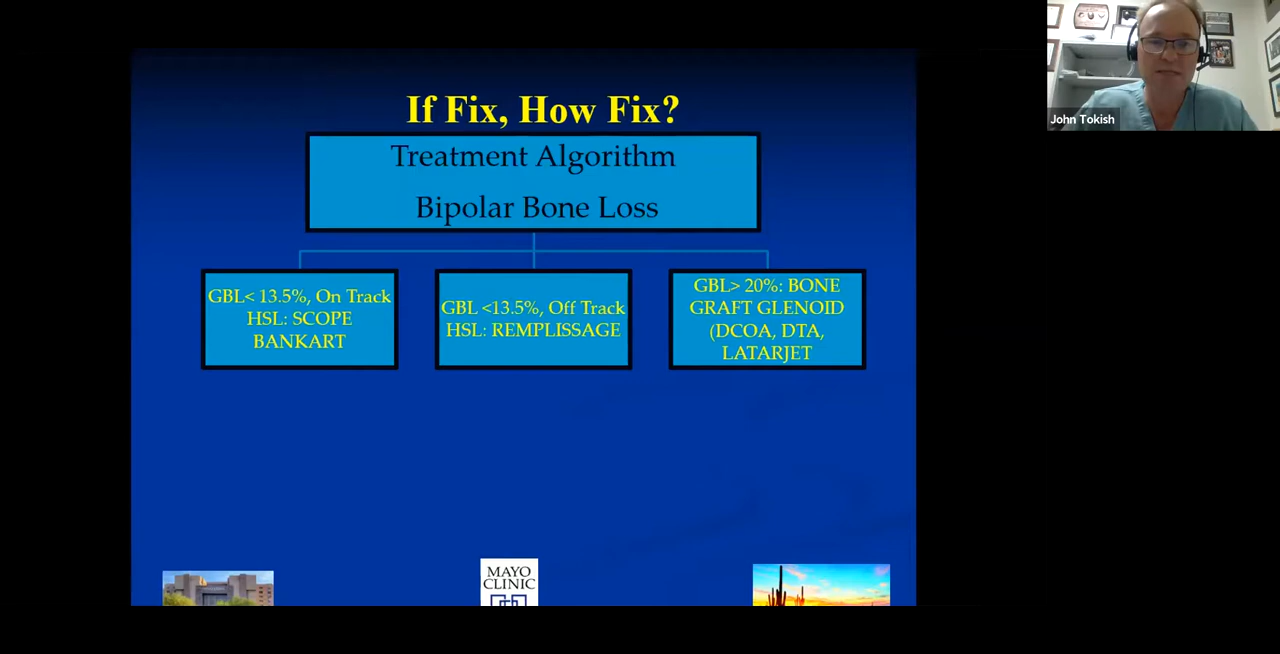 If Fix, How Fix?
Treatment Algorithm
Bipolar Bone Loss
GBL< 13.5%, On Track
HSL: SCOPE
BANKART
GBL <13.5%, Off Track
HSL: REMPLISSAGE
GBL> 20%: BONE
GRAFT GLENOID
(DCOA, DTA,
LATARJET
MAYO
CLINIC
John Tokish